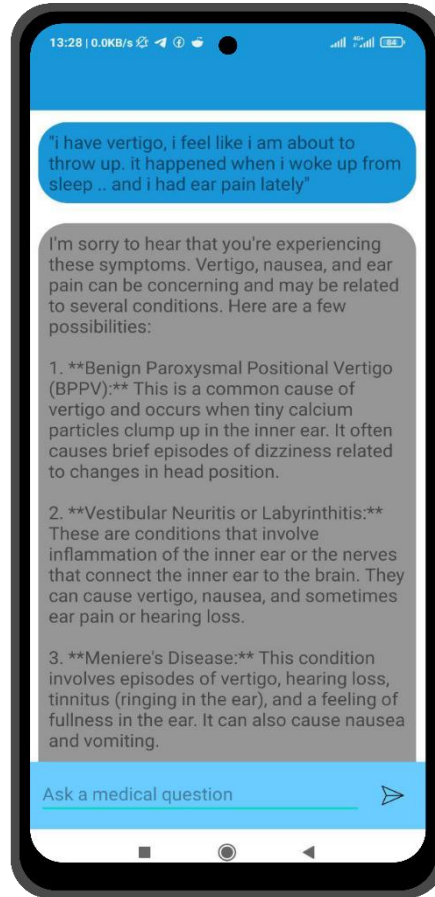 13:28 | 0.0KB/s
4G+
84
"i have vertigo, i feel like i am about to
throw up. it happened when i woke up from
sleep .. and i had ear pain lately"
I'm sorry to hear that you're experiencing
these symptoms. Vertigo, nausea, and ear
pain can be concerning and may be related
to several conditions. Here are a few
possibilities:
1. **Benign Paroxysmal Positional Vertigo
(BPPV):** This is a common cause of
vertigo and occurs when tiny calcium
particles clump up in the inner ear. It often
causes brief episodes of dizziness related
to changes in head position.
2. **Vestibular Neuritis or Labyrinthitis:**
These are conditions that involve
inflammation of the inner ear or the nerves
that connect the inner ear to the brain. They
can cause vertigo, nausea, and sometimes
ear pain or hearing loss.
3. **Meniere's Disease:** This condition
involves episodes of vertigo, hearing loss,
tinnitus (ringing in the ear), and a feeling of
fullness in the ear. It can also cause nausea
and vomiting.
Ask a medical question